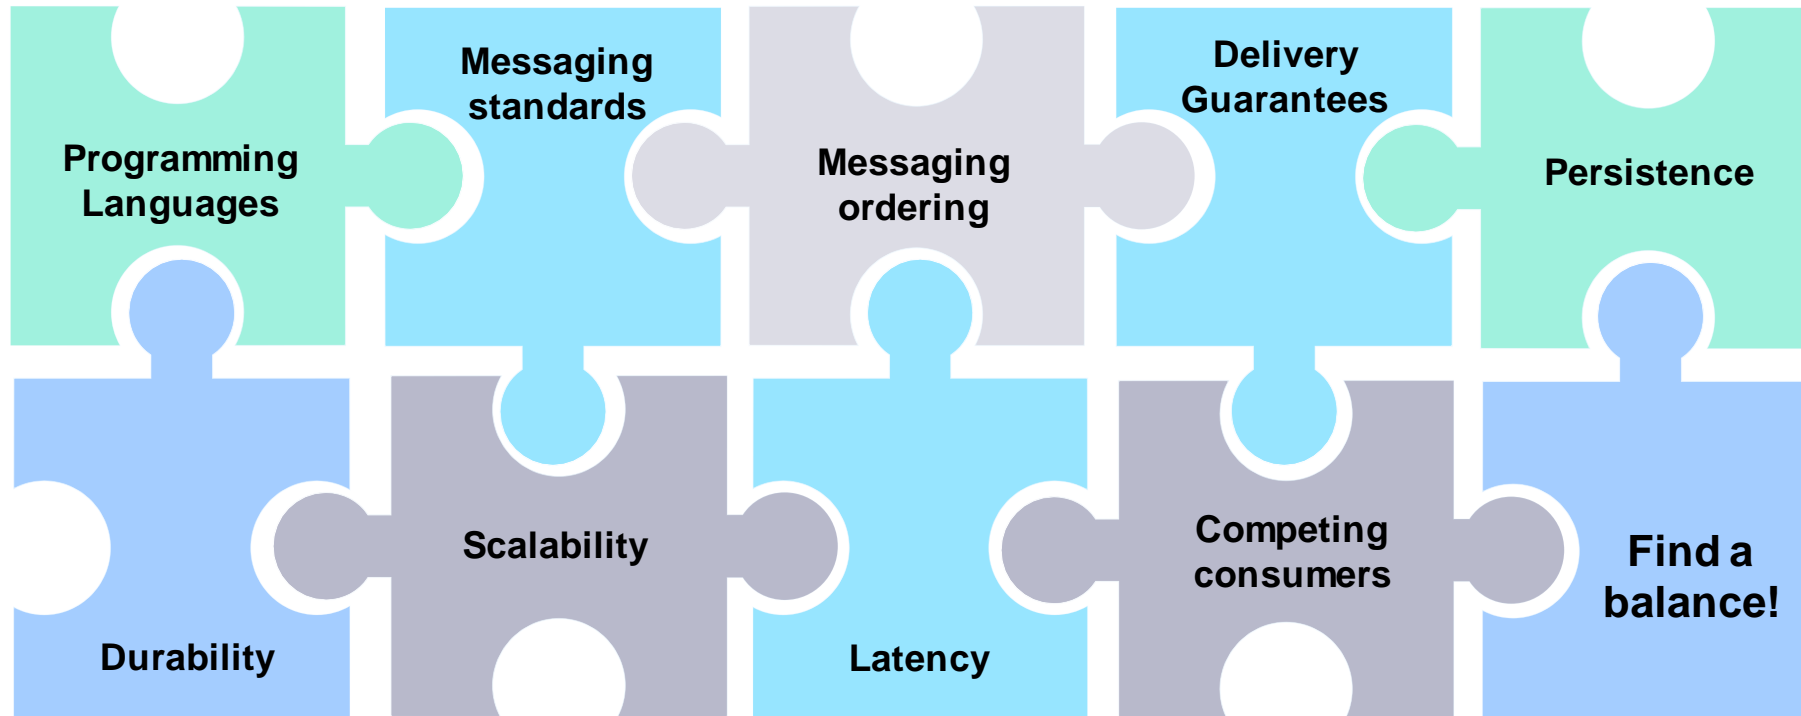 Programming
Languages
Messaging
standards
Messaging
ordering
Delivery
Guarantees
Persistence
Durability
Scalability
Latency
Competing
consumers
Find a
balance!